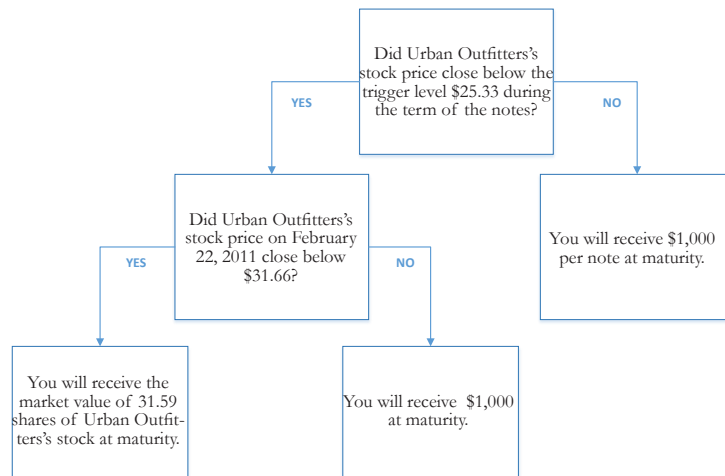 Did Urban Outfitters's
stock price close below the
trigger level $25.33 during
the term of the notes?
YES
NO
Did Urban Outfitters's
stock price on February
22, 2011 close below
$31.66?
You will receive $1,000
per note at maturity.
YES
NO
You will receive the
market value of 31.59
shares of Urban Outfit-
ters's stock at maturity.
You will receive $1,000
at maturity.